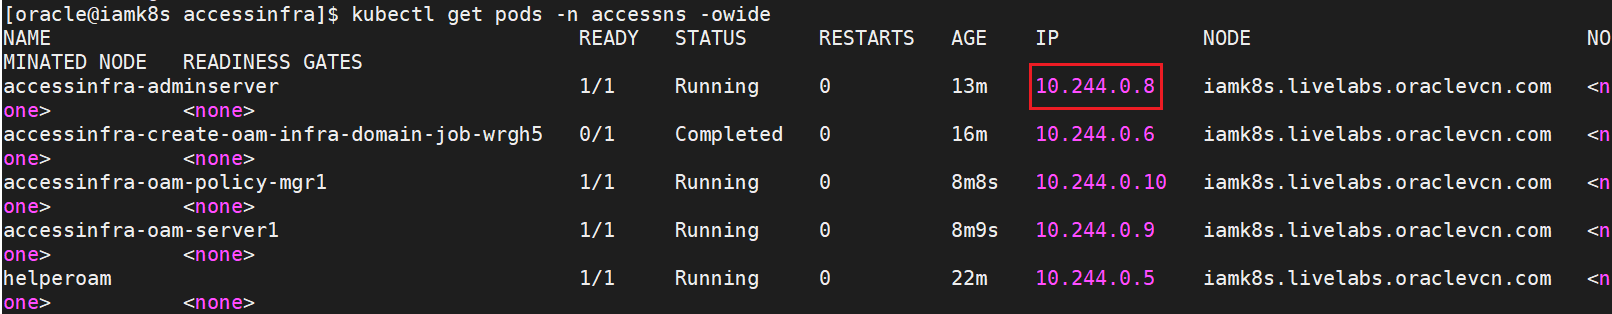 [oracle@iamk8s accessinfra]$ kubectl get pods -n accessns -owide
NAME                                            READY   STATUS      RESTARTS   AGE    IP            NODE                           NO
MINATED NODE   READINESS GATES
accessinfra-adminserver                         1/1     Running     0          13m    10.244.0.8    iamk8s.livelabs.oraclevcn.com   <n
one>           <none>
accessinfra-create-oam-infra-domain-job-wrgh5   0/1     Completed   0          16m    10.244.0.6    iamk8s.livelabs.oraclevcn.com   <n
one>           <none>
accessinfra-oam-policy-mgr1                     1/1     Running     0          8m8s   10.244.0.10   iamk8s.livelabs.oraclevcn.com   <n
one>           <none>
accessinfra-oam-server1                         1/1     Running     0          8m9s   10.244.0.9    iamk8s.livelabs.oraclevcn.com   <n
one>           <none>
helperoam                                       1/1     Running     0          22m    10.244.0.5    iamk8s.livelabs.oraclevcn.com   <n
one>           <none>